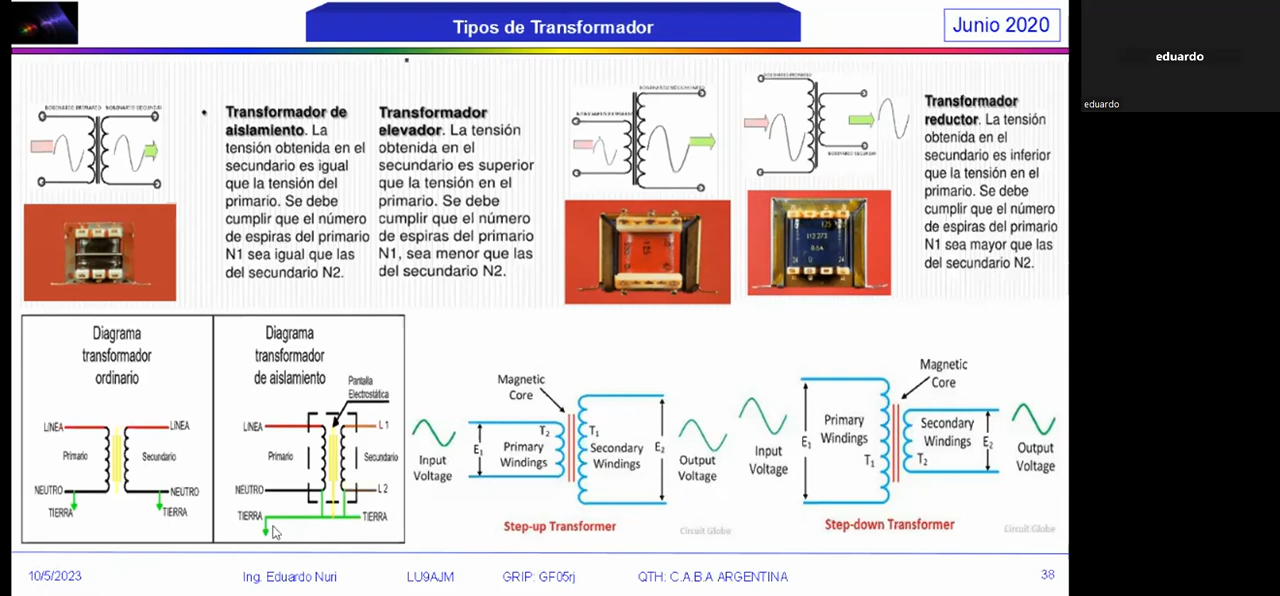 Tipos de Transformador
Junio 2020
eduardo
eduardo
• Transformador de
aislamiento. La
tensión obtenida en el
secundario es igual
que la tensión del
primario. Se debe
cumplir que el número
de espiras del primario
N1 sea igual que las
del secundario N2.
Transformador
elevador. La tensión
obtenida en el
secundario es superior
que la tensión en el
primario. Se debe
cumplir que el número
de espiras del primario
N1, sea menor que las
del secundario N2.
Transformador
reductor. La tensión
obtenida en el
secundario es inferior
que la tensión en el
primario. Se debe
cumplir que el número
de espiras del primario
N1 sea mayor que las
del secundario N2.
Diagrama
transformador
ordinario
LINEA
LINEA
Primario
Secundario
NEUTRO
NEUTRO
TIERRA
TIERRA
Diagrama
transformador
de aislamiento
Pantalla
Electrostática
LINEA
L 1
Primario
Secundario
NEUTRO
L 2
TIERRA
TIERRA
Magnetic
Core
Input
Voltage
E1
T2
Primary
Windings
T1
Secondary
Windings
E2
Output
Voltage
Step-up Transformer
Circuit Globe
Magnetic
Core
Input
Voltage
E1
Primary
Windings
T1
Secondary
Windings
T2
E2
Output
Voltage
Step-down Transformer
Circuit Globe
10/5/2023
Ing. Eduardo Nuri
LU9AJM
GRIP: GF05rj
QTH: C.A.B.A ARGENTINA
38